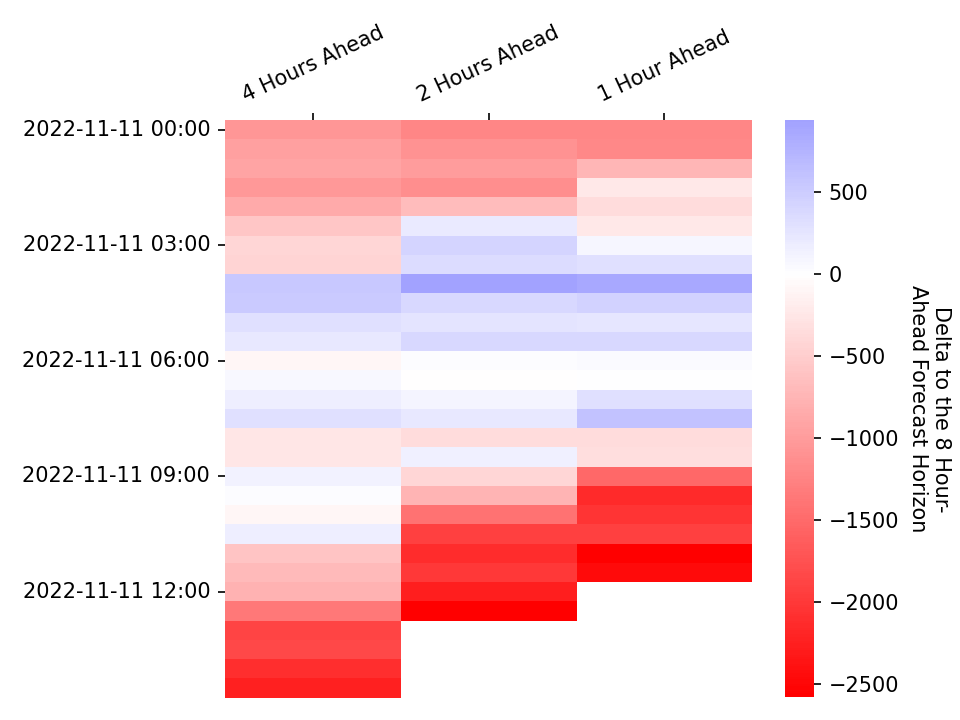 4 Hours Ahead
2 Hours Ahead
1 Hour Ahead
2022-11-11 00:00
2022-11-11 03:00
2022-11-11 06:00
2022-11-11 09:00
2022-11-11 12:00
500
0
−500
−1000
−1500
−2000
−2500
Delta to the 8 Hour-
Ahead Forecast Horizon